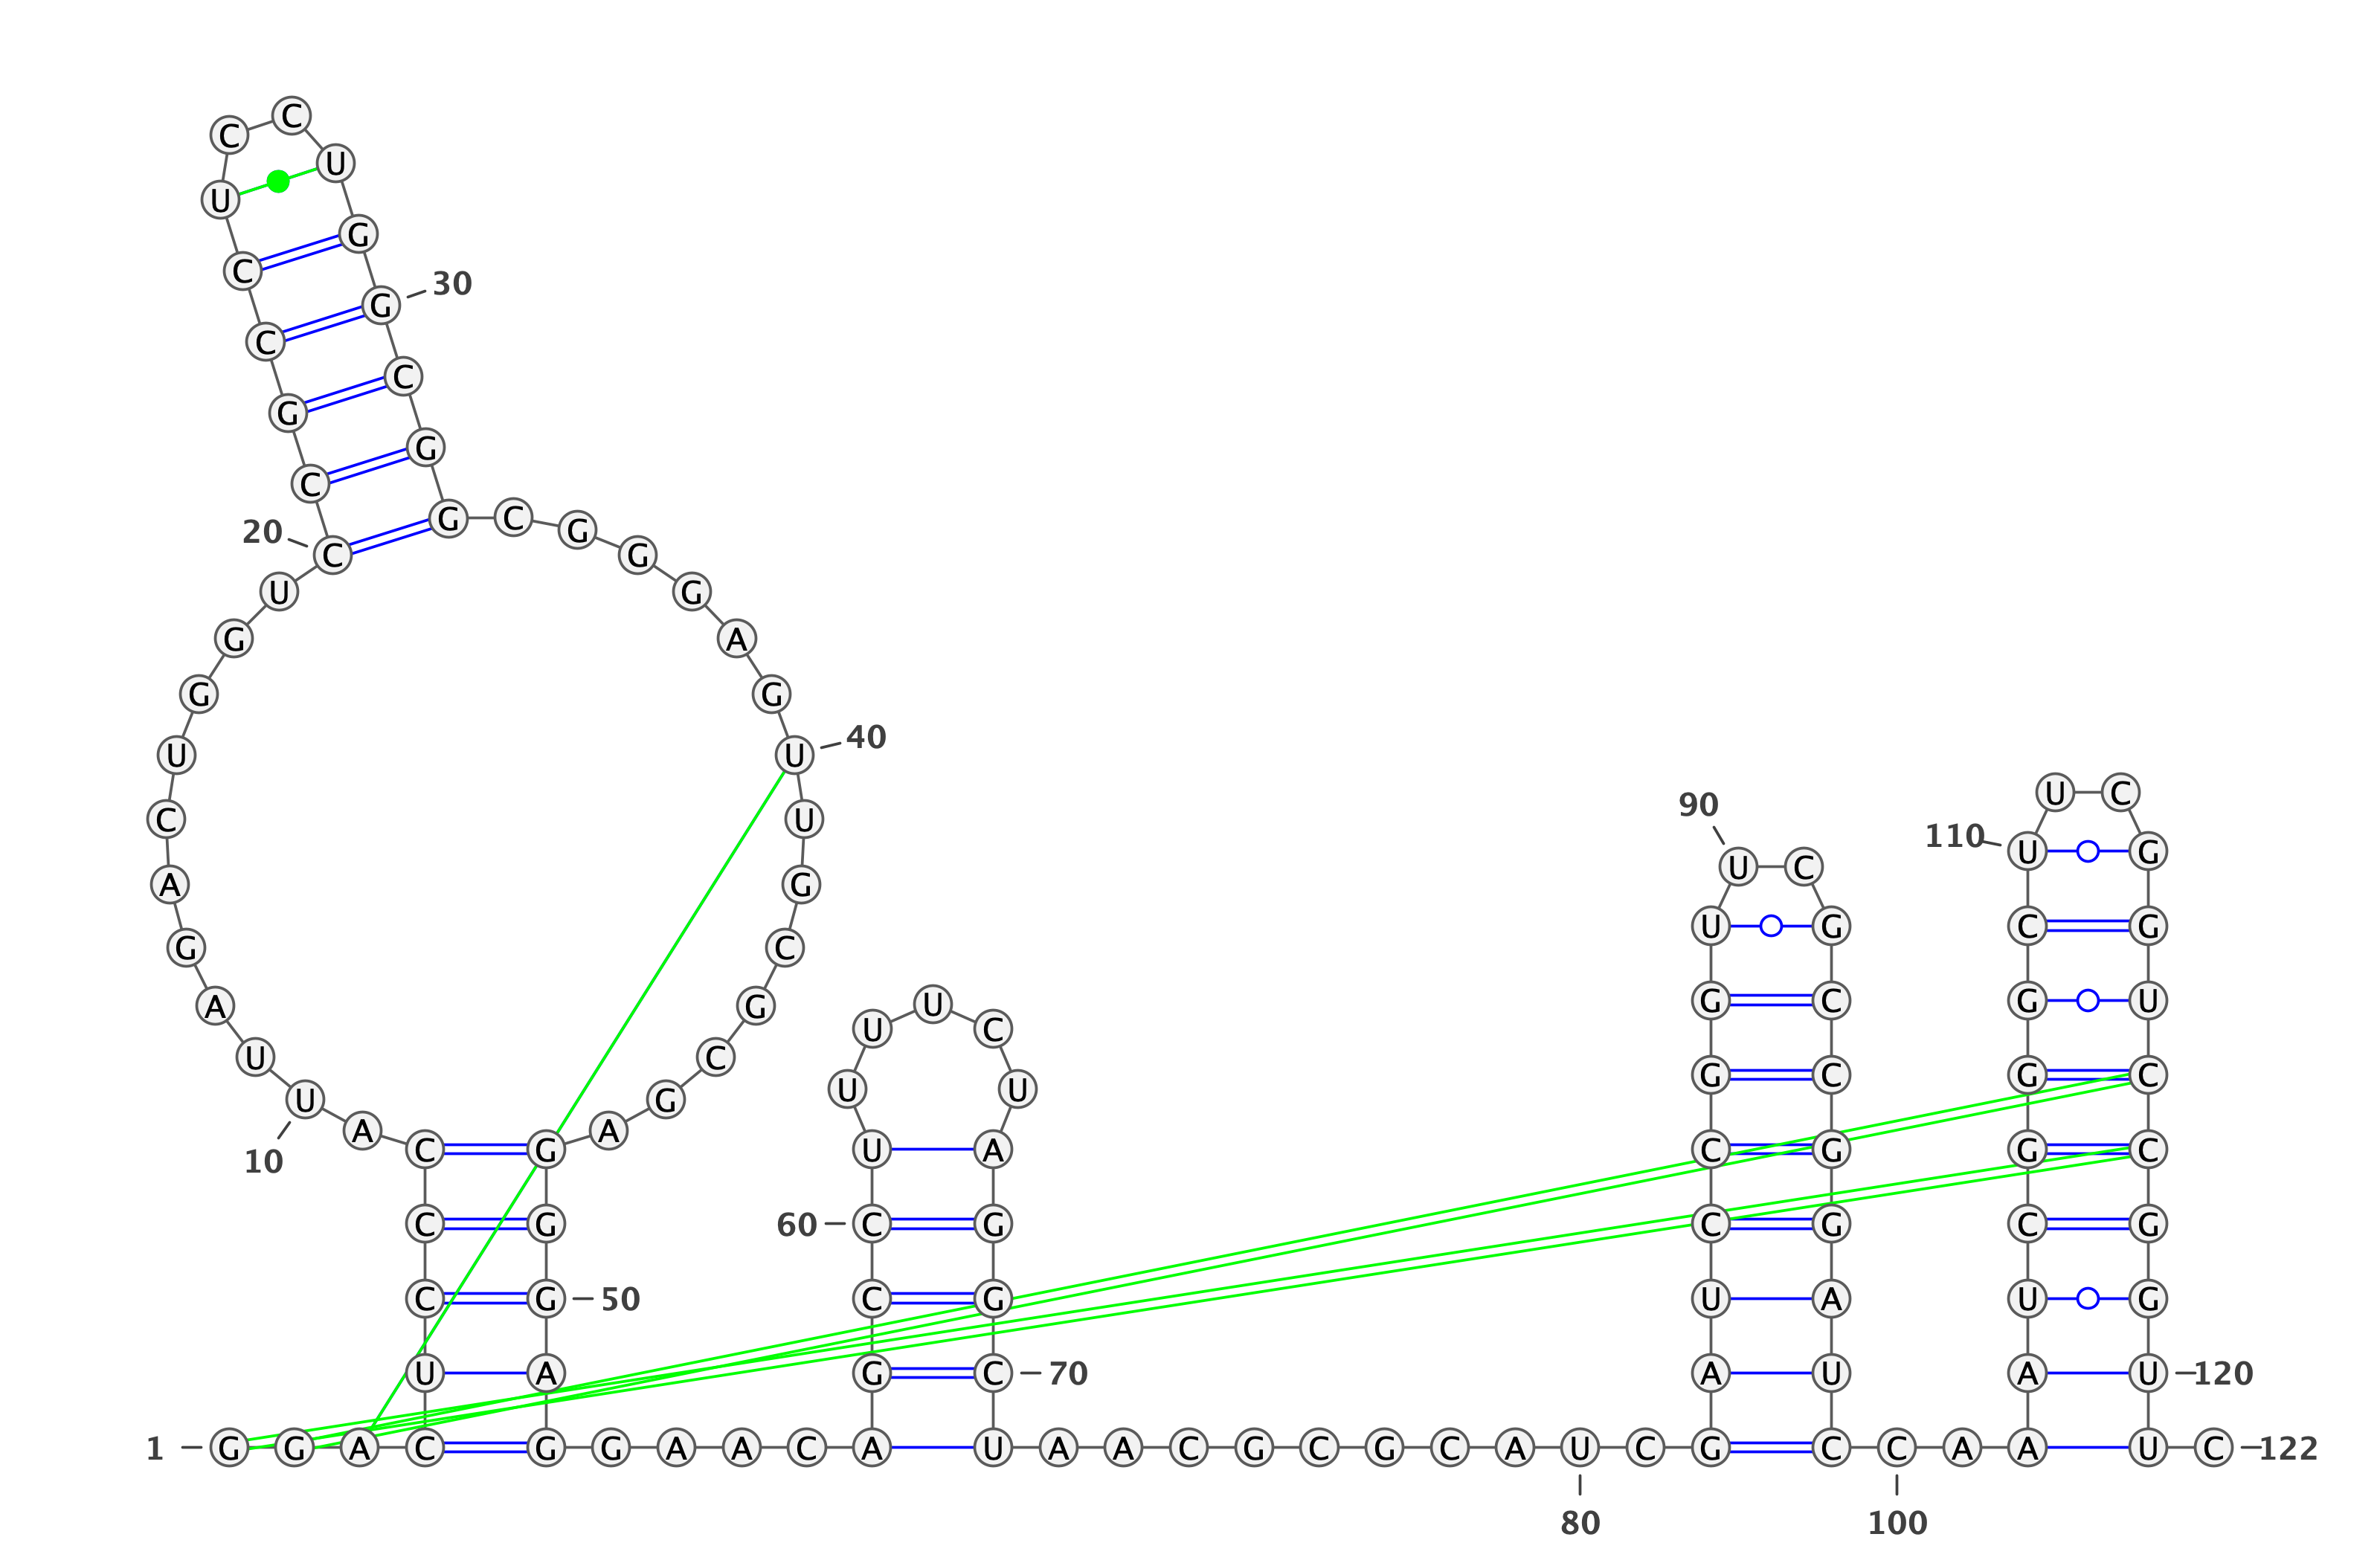 C
C
U
U
G
C
30
G
C
C
G
G
C
G C
G
20
C G
U G
G A
G G
40
U U
U C
90
C U
110
U G
U C
A G
U G C G
G C
G C G U
A G U
U C
U C
G C G C
U U
U G
A A
C G U A C G G C
10
C G 60 C G C G C G
C G 50 C G U A U G
U A G C 70 A U A U 120
1 G G A C G G A A C A U A A C G C G C A U C G C C A A U C 122
80 100